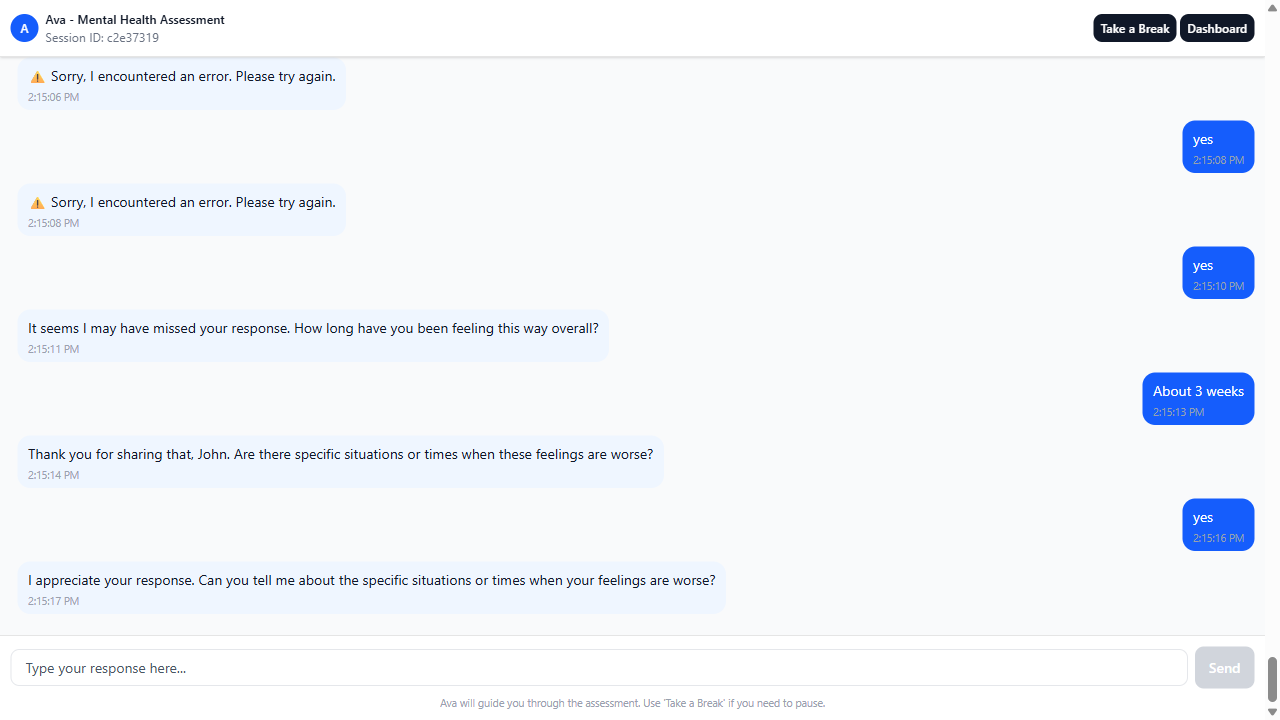 A
Ava - Mental Health Assessment
Session ID: c2e37319
Take a Break
Dashboard
⚠️ Sorry, I encountered an error. Please try again.
2:15:06 PM
yes
2:15:08 PM
⚠️ Sorry, I encountered an error. Please try again.
2:15:08 PM
yes
2:15:10 PM
It seems I may have missed your response. How long have you been feeling this way overall?
2:15:11 PM
About 3 weeks
2:15:13 PM
Thank you for sharing that, John. Are there specific situations or times when these feelings are worse?
2:15:14 PM
yes
2:15:16 PM
I appreciate your response. Can you tell me about the specific situations or times when your feelings are worse?
2:15:17 PM
Type your response here...
Send
Ava will guide you through the assessment. Use 'Take a Break' if you need to pause.